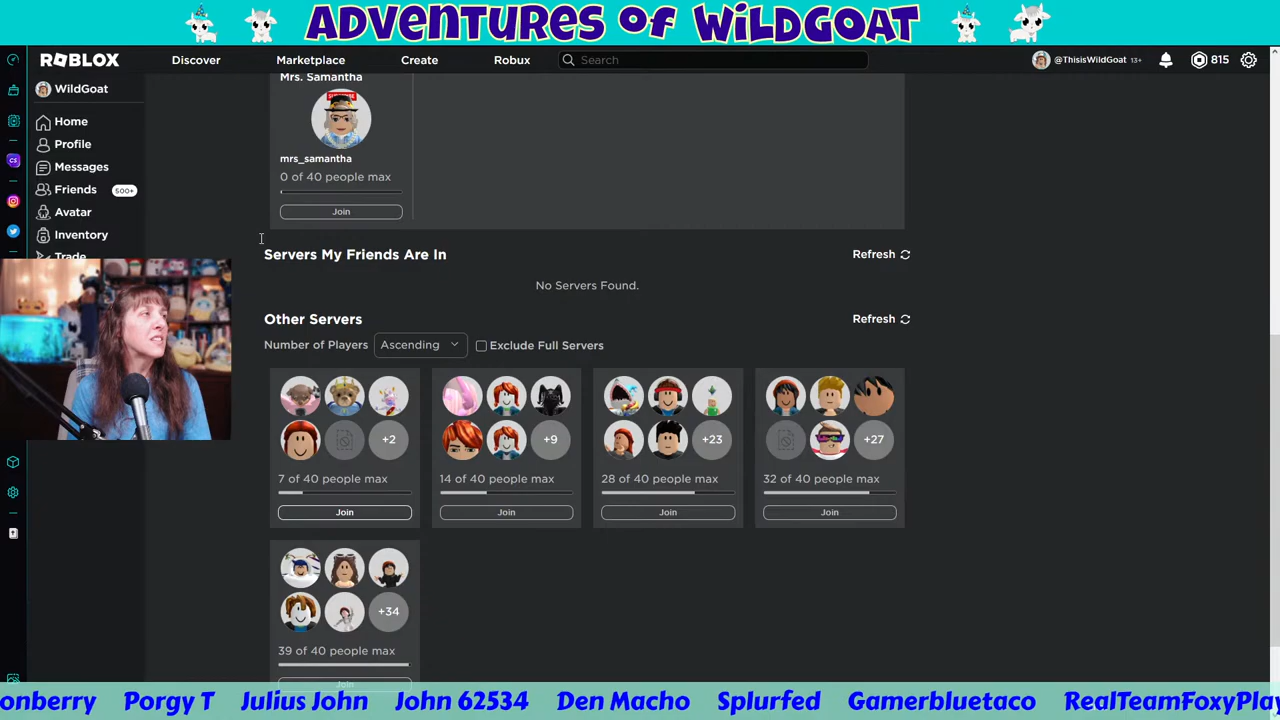 ADVENTURES OF WILDGOAT
ROBLOX
Discover
Marketplace
Create
Robux
Search
@ThisisWildGoat 13+
815
WildGoat
Home
Profile
Messages
Friends 500+
Avatar
Inventory
Trade
Mrs. Samantha
mrs_samantha
0 of 40 people max
Join
Servers My Friends Are In
Refresh
No Servers Found.
Other Servers
Refresh
Number of Players Ascending Exclude Full Servers
+2
+9
+23
+27
7 of 40 people max
14 of 40 people max
28 of 40 people max
32 of 40 people max
Join
Join
Join
Join
+34
39 of 40 people max
Join
onberry Porgy T Julius John John 62534 Den Macho Splurfed Gamerbluetaco RealTeamFoxyPlay